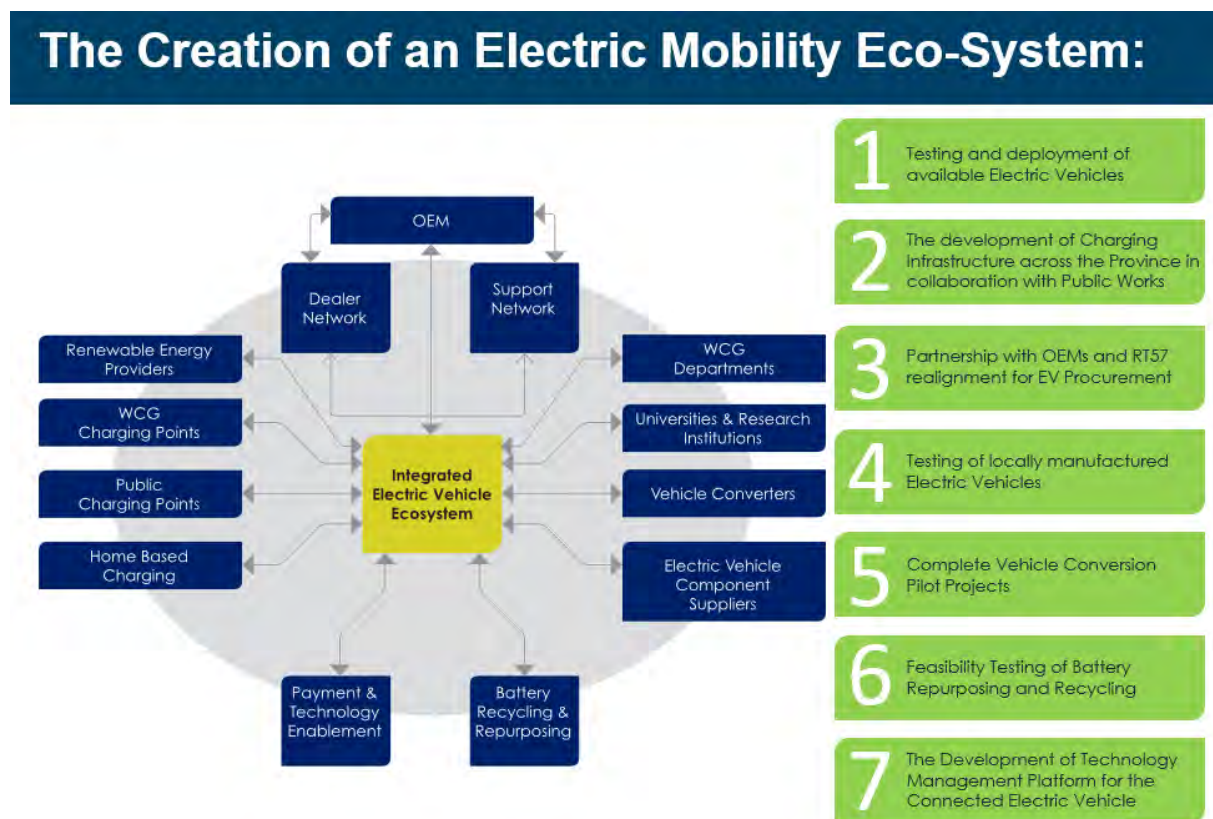 The Creation of an Electric Mobility Eco-System:
OEM
Dealer
Network
Support
Network
Renewable Energy
Providers
WCG
Charging Points
Public
Charging Points
Home Based
Charging
Integrated
Electric Vehicle
Ecosystem
WCG
Departments
Universities & Research
Institutions
Vehicle Converters
Electric Vehicle
Component
Suppliers
Payment &
Technology
Enablement
Battery
Recycling &
Repurposing
1
Testing and deployment of
available Electric Vehicles
2
The development of Charging
Infrastructure across the Province in
collaboration with Public Works
3
Partnership with OEMs and RT57
realignment for EV Procurement
4
Testing of locally manufactured
Electric Vehicles
5
Complete Vehicle Conversion
Pilot Projects
6
Feasibility Testing of Battery
Repurposing and Recycling
7
The Development of Technology
Management Platform for the
Connected Electric Vehicle